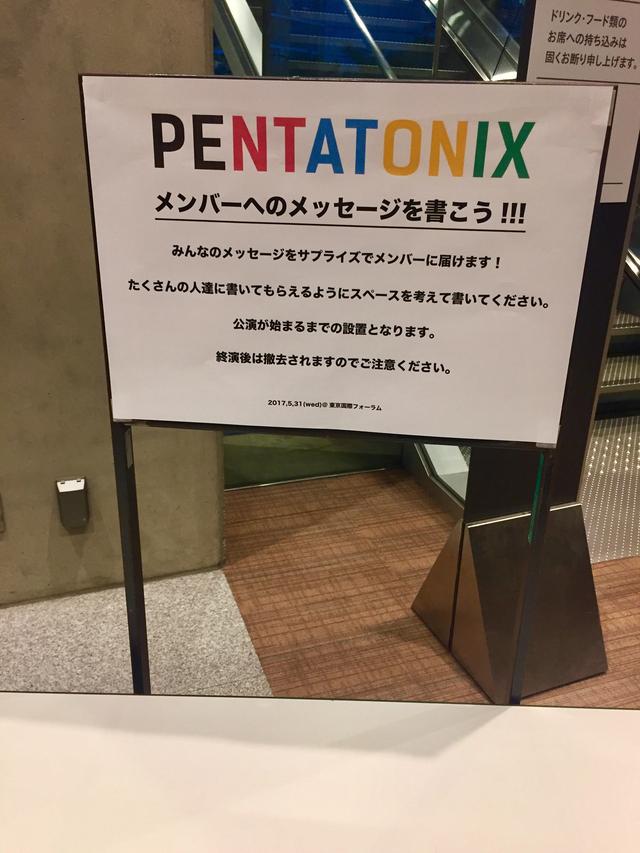 PENTATONIX
メンバーへのメッセージを書こう!!!
みんなのメッセージをサプライズでメンバーに届けます!
たくさんの人達に書いてもらえるようにスペースを考えて書いてください。
公演が始まるまでの設置となります。
終演後は撤去されますのでご注意ください。
2017,5,31(wed)@東京国際フォーラム
ドリンク・フード類の
お席への持ち込みは
固くお断り申し上げます。